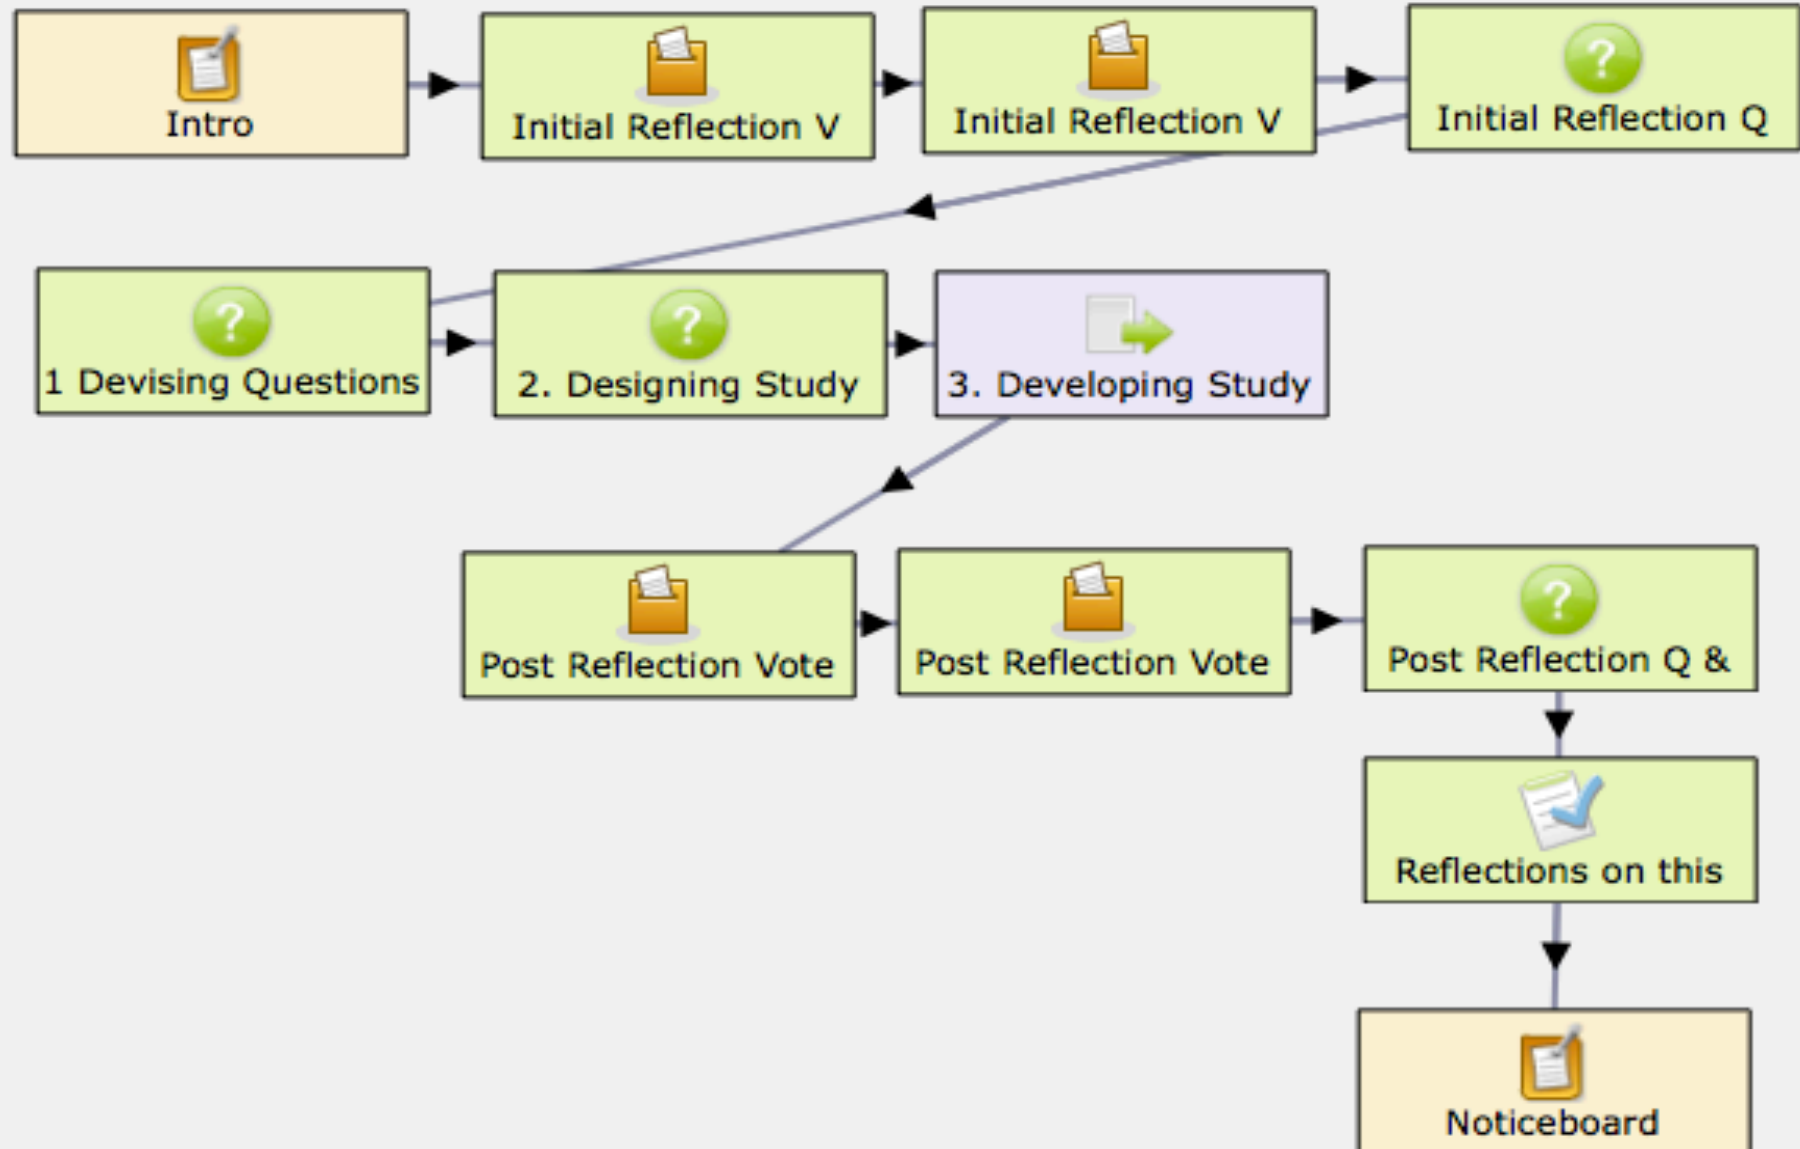 Intro
Initial Reflection V
Initial Reflection V
Initial Reflection Q
1 Devising Questions
2. Designing Study
3. Developing Study
Post Reflection Vote
Post Reflection Vote
Post Reflection Q &
Reflections on this
Noticeboard